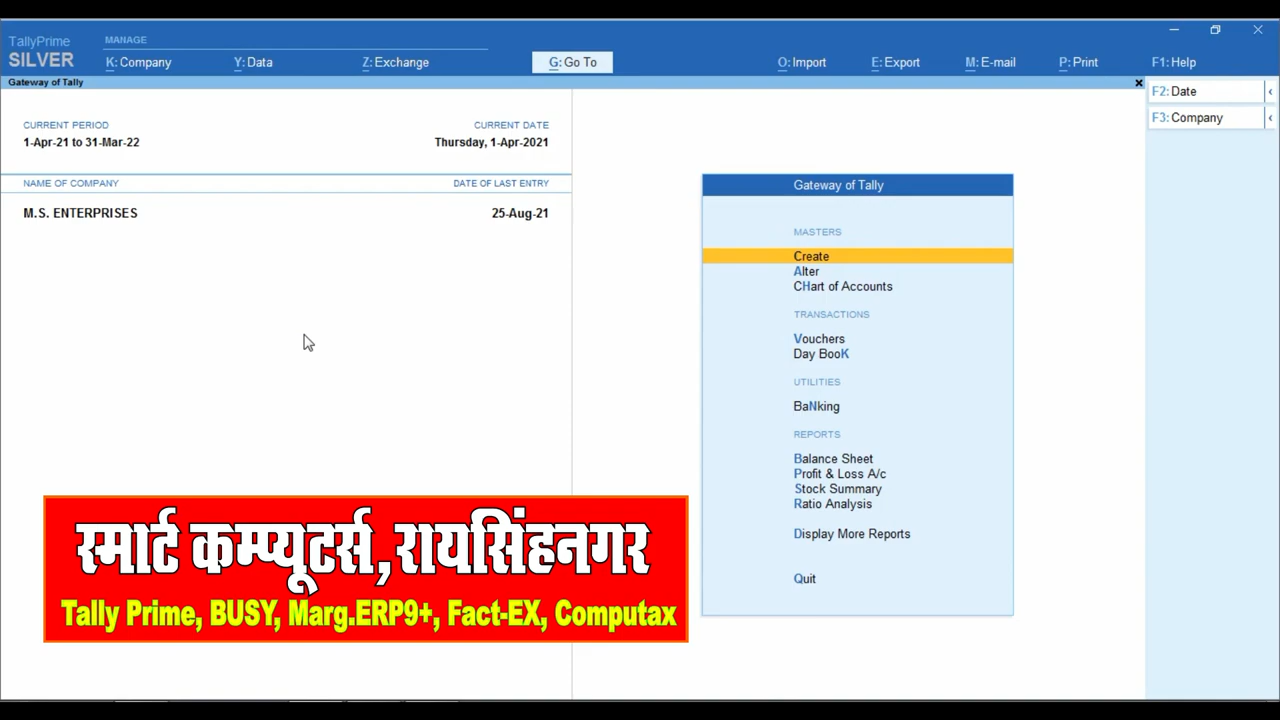 TallyPrime
SILVER
MANAGE
K: Company
Y: Data
Z: Exchange
G: Go To
O: Import
E: Export
M: E-mail
P: Print
F1: Help
Gateway of Tally
F2: Date
F3: Company
CURRENT PERIOD
CURRENT DATE
1-Apr-21 to 31-Mar-22
Thursday, 1-Apr-2021
NAME OF COMPANY
DATE OF LAST ENTRY
M.S. ENTERPRISES
25-Aug-21
Gateway of Tally
MASTERS
Create
Alter
CHart of Accounts
TRANSACTIONS
Vouchers
Day BooK
UTILITIES
BaNking
REPORTS
Balance Sheet
Profit & Loss A/c
Stock Summary
Ratio Analysis
Display More Reports
Quit
स्मार्ट कम्प्यूटर्स,रायसिंहनगर
Tally Prime, BUSY, Marg.ERP9+, Fact-EX, Computax